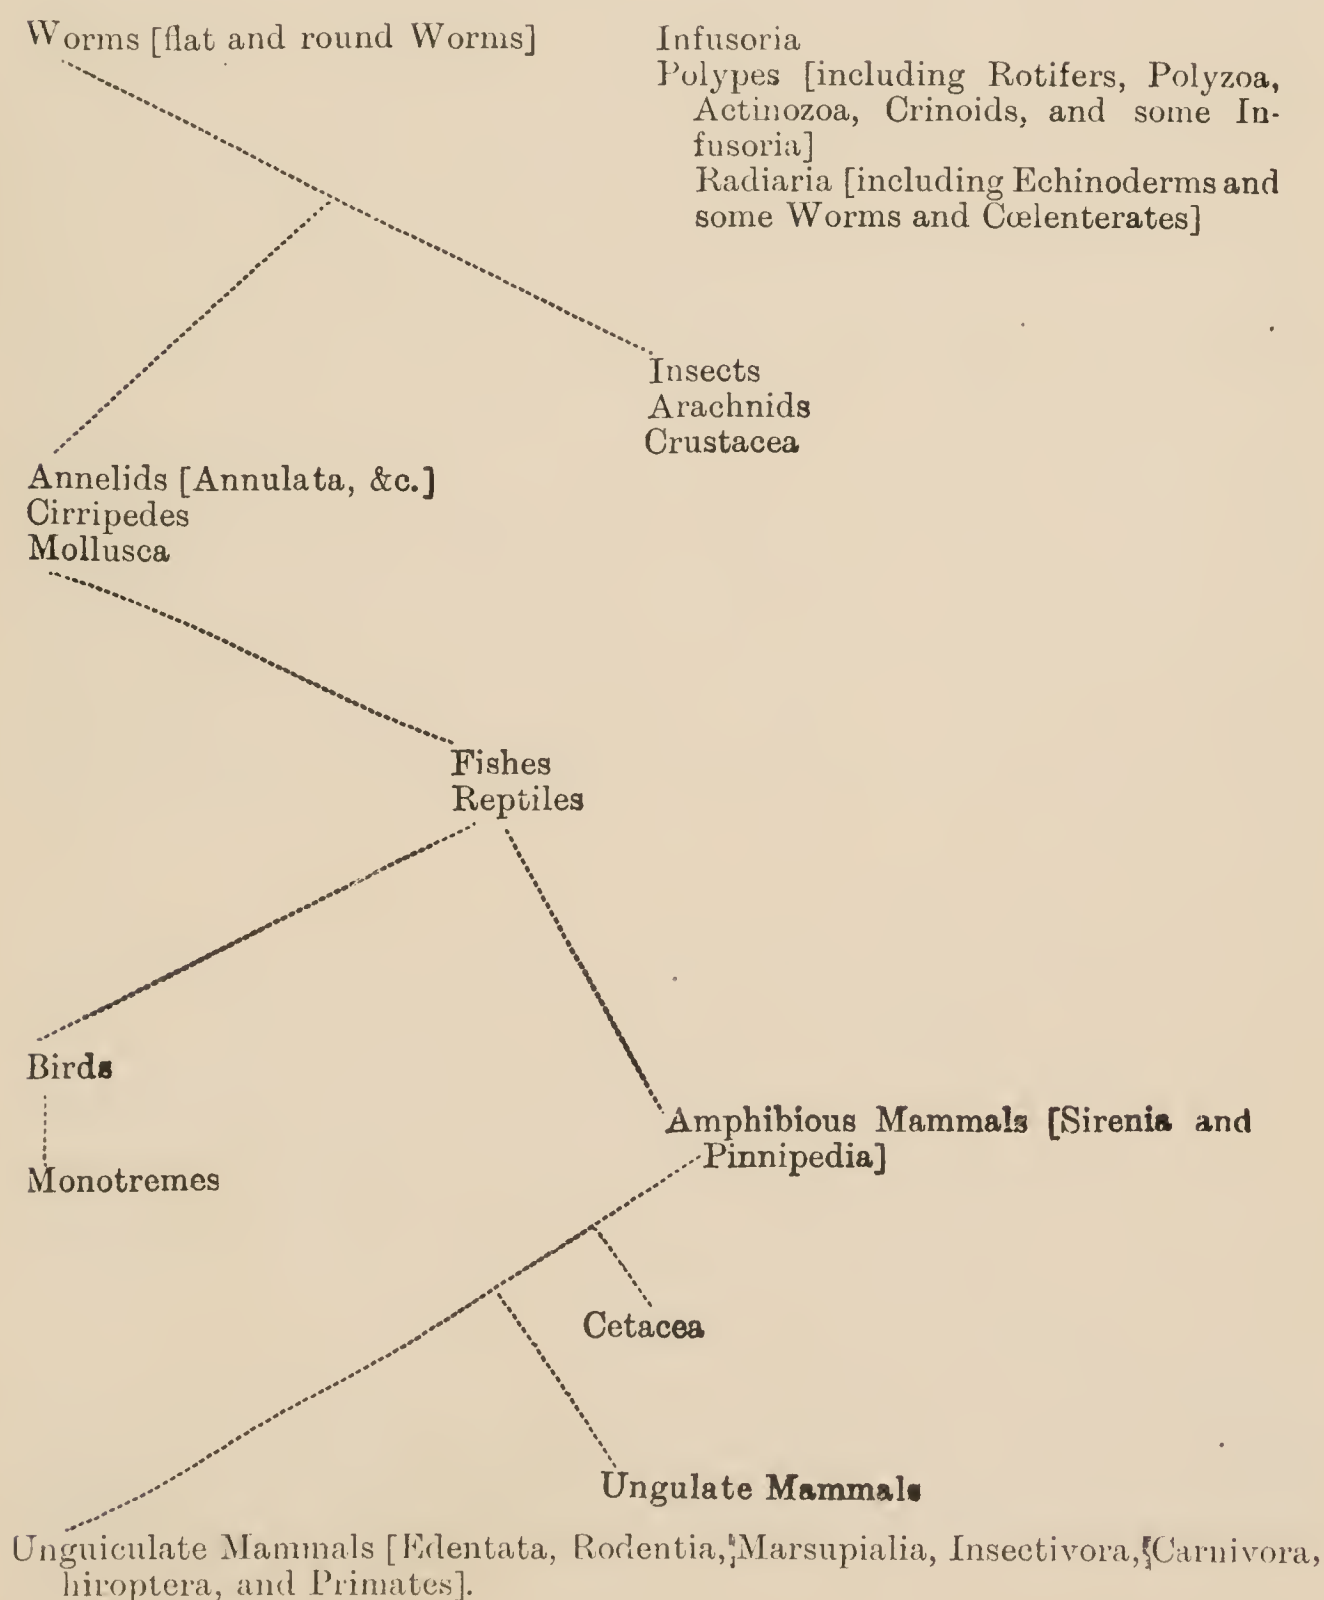 Worms [flat and round Worms]
Infusoria
Polypes [including Rotifers, Polyzoa,
Actinozoa, Crinoids, and some In-
fusoria]
Radiaria [including Echinoderms and
some Worms and Cœlenterates]
Insects
Arachnids
Crustacea
Annelids [Annulata, &c.]
Cirripedes
Mollusca
Fishes
Reptiles
Birds
Monotremes
Amphibious Mammals [Sirenia and
Pinnipedia]
Cetacea
Ungulate Mammals
Unguiculate Mammals [Edentata, Rodentia, Marsupialia, Insectivora, Carnivora,
hiroptera, and Primates].